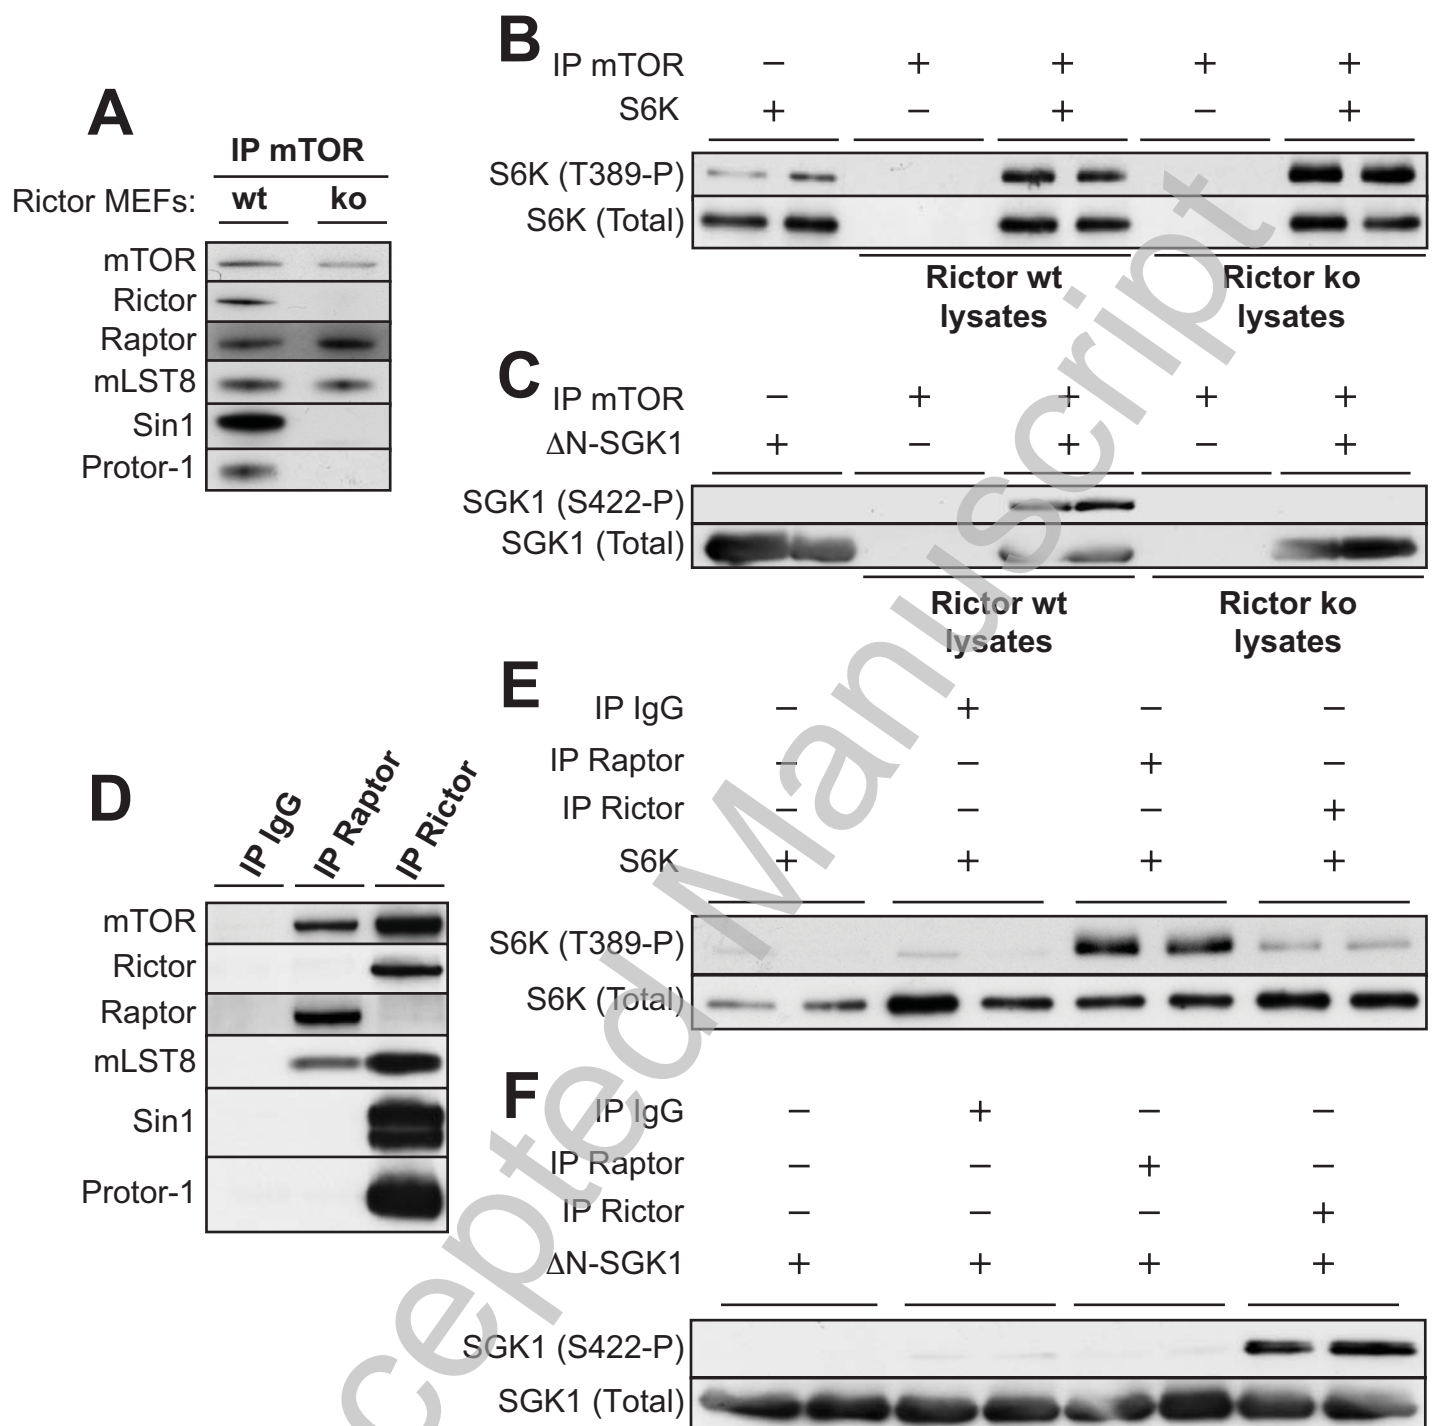 A
IP mTOR
Rictor MEFs: wt ko
mTOR
Rictor
Raptor
mLST8
Sin1
Protor-1
B
IP mTOR − + + + +
S6K + − + − +
S6K (T389-P)
S6K (Total)
Rictor wt lysates
Rictor ko lysates
C
IP mTOR − + + + +
ΔN-SGK1 + − + − +
SGK1 (S422-P)
SGK1 (Total)
Rictor wt lysates
Rictor ko lysates
D
IP IgG IP Raptor IP Rictor
mTOR
Rictor
Raptor
mLST8
Sin1
Protor-1
E
IP IgG − + − −
IP Raptor − − + −
IP Rictor − − − +
S6K + + + +
S6K (T389-P)
S6K (Total)
F
IP IgG − + − −
IP Raptor − − + −
IP Rictor − − − +
ΔN-SGK1 + + + +
SGK1 (S422-P)
SGK1 (Total)
cepted Manuscript